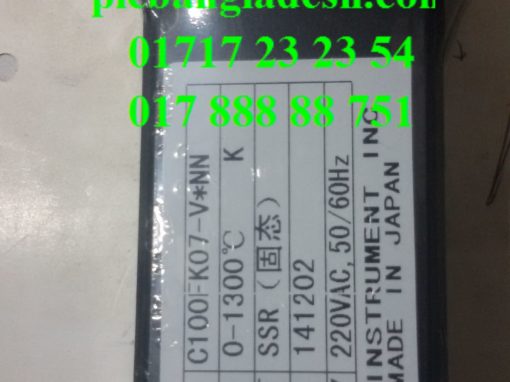 plcbangladesh.com
01717 23 23 54
017 888 88 751
C100FK07-V*NN
0-1300℃ K
SSR (固态)
141202
220VAC, 50/60Hz
INSTRUMENT INC
MADE IN JAPAN